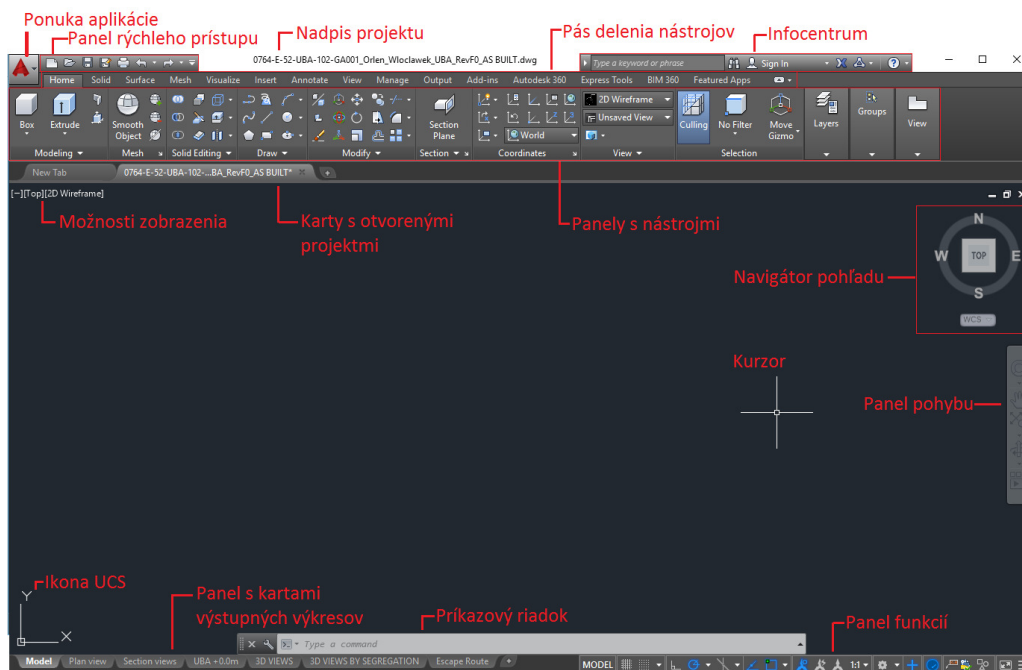 Ponuka aplikácie
Panel rýchleho prístupu
Nadpis projektu
Pás delenia nástrojov
Infocentrum
0764-E-52-UBA-102-GA001_Orlen_Wloclawek_UBA_RevF0_AS BUILT.dwg
Type a keyword or phrase
Sign In
Home Solid Surface Mesh Visualize Insert Annotate View Manage Output Add-ins Autodesk 360 Express Tools BIM 360 Featured Apps
2D Wireframe
Unsaved View
World
Box Extrude Smooth Object Section Plane Culling No Filter Move Gizmo Layers Groups View
Modeling Mesh Solid Editing Draw Modify Section Coordinates View Selection
New Tab 0764-E-52-UBA-102-...BA_RevF0_AS BUILT*
[−][Top][2D Wireframe]
Možnosti zobrazenia
Karty s otvorenými
projektmi
Panely s nástrojmi
N
W TOP E
S
WCS
Navigátor pohľadu
Kurzor
Panel pohybu
Ikona UCS
Y
X
Panel s kartami
výstupných výkresov
Príkazový riadok
Panel funkcií
Type a command
Model Plan view Section views UBA +0.0m 3D VIEWS 3D VIEWS BY SEGREGATION Escape Route +
MODEL 1:1